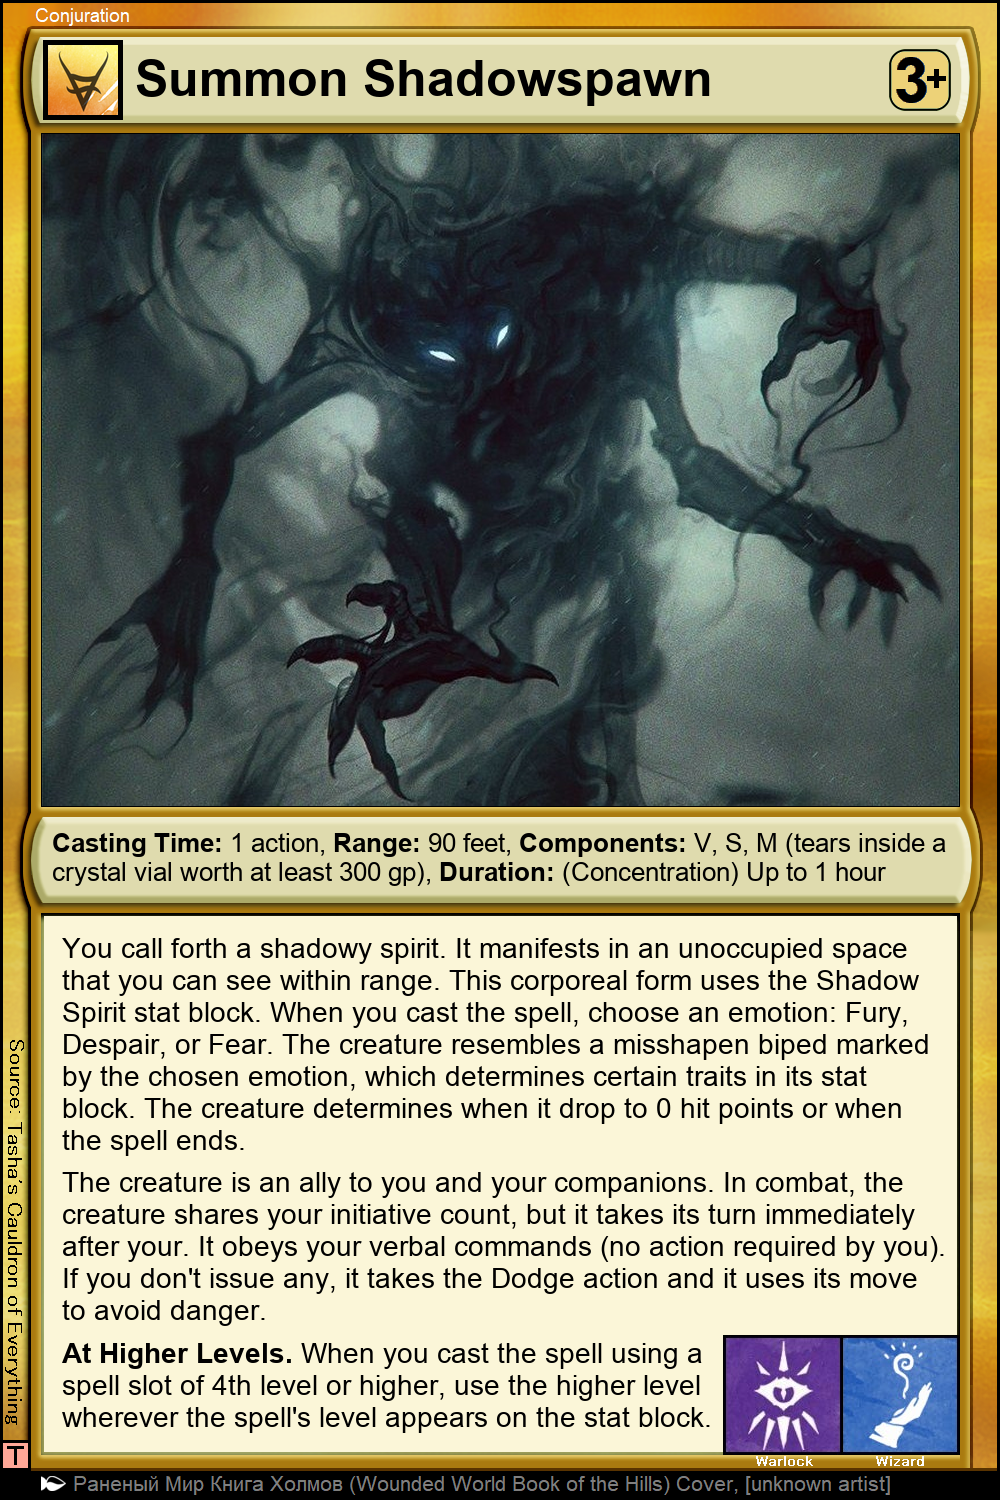 Conjuration
Summon Shadowspawn
3+
Casting Time: 1 action, Range: 90 feet, Components: V, S, M (tears inside a
crystal vial worth at least 300 gp), Duration: (Concentration) Up to 1 hour
You call forth a shadowy spirit. It manifests in an unoccupied space
that you can see within range. This corporeal form uses the Shadow
Spirit stat block. When you cast the spell, choose an emotion: Fury,
Despair, or Fear. The creature resembles a misshapen biped marked
by the chosen emotion, which determines certain traits in its stat
block. The creature determines when it drop to 0 hit points or when
the spell ends.
The creature is an ally to you and your companions. In combat, the
creature shares your initiative count, but it takes its turn immediately
after your. It obeys your verbal commands (no action required by you).
If you don't issue any, it takes the Dodge action and it uses its move
to avoid danger.
At Higher Levels. When you cast the spell using a
spell slot of 4th level or higher, use the higher level
wherever the spell's level appears on the stat block.
Warlock
Wizard
Source: Tasha's Cauldron of Everything
T
Раненый Мир Книга Холмов (Wounded World Book of the Hills) Cover, [unknown artist]